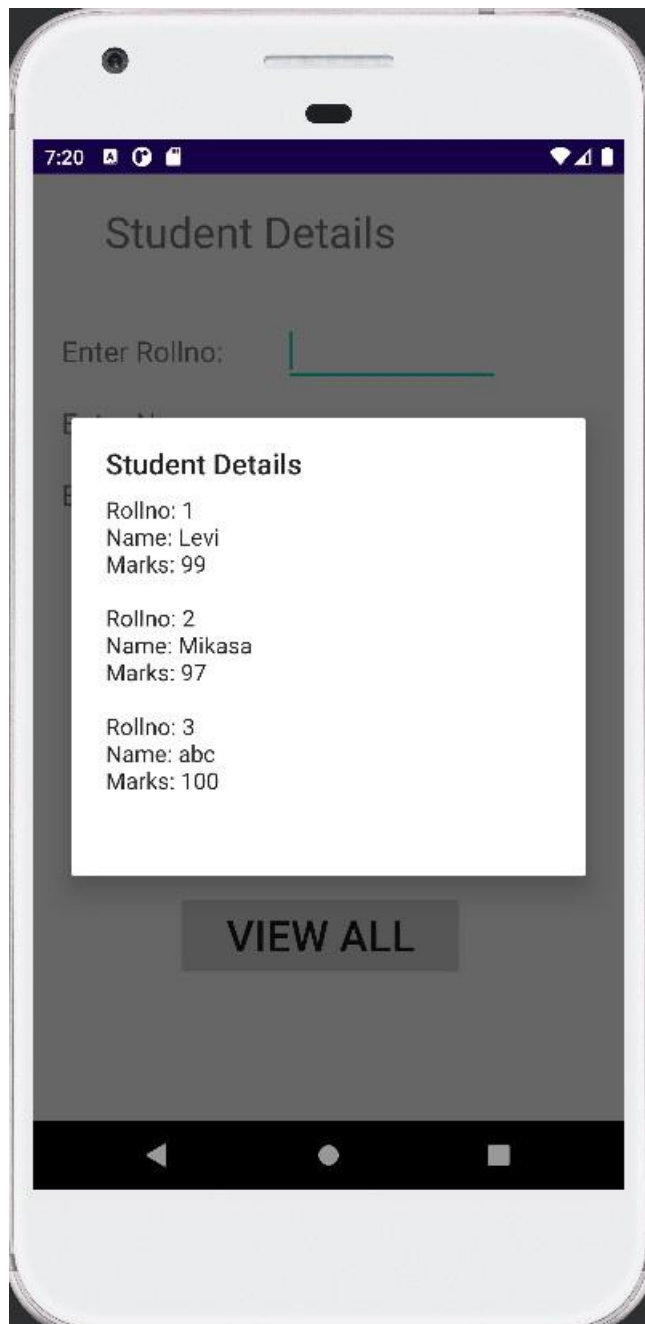 7:20
Student Details
Enter Rollno:
Student Details
Rollno: 1
Name: Levi
Marks: 99
Rollno: 2
Name: Mikasa
Marks: 97
Rollno: 3
Name: abc
Marks: 100
VIEW ALL